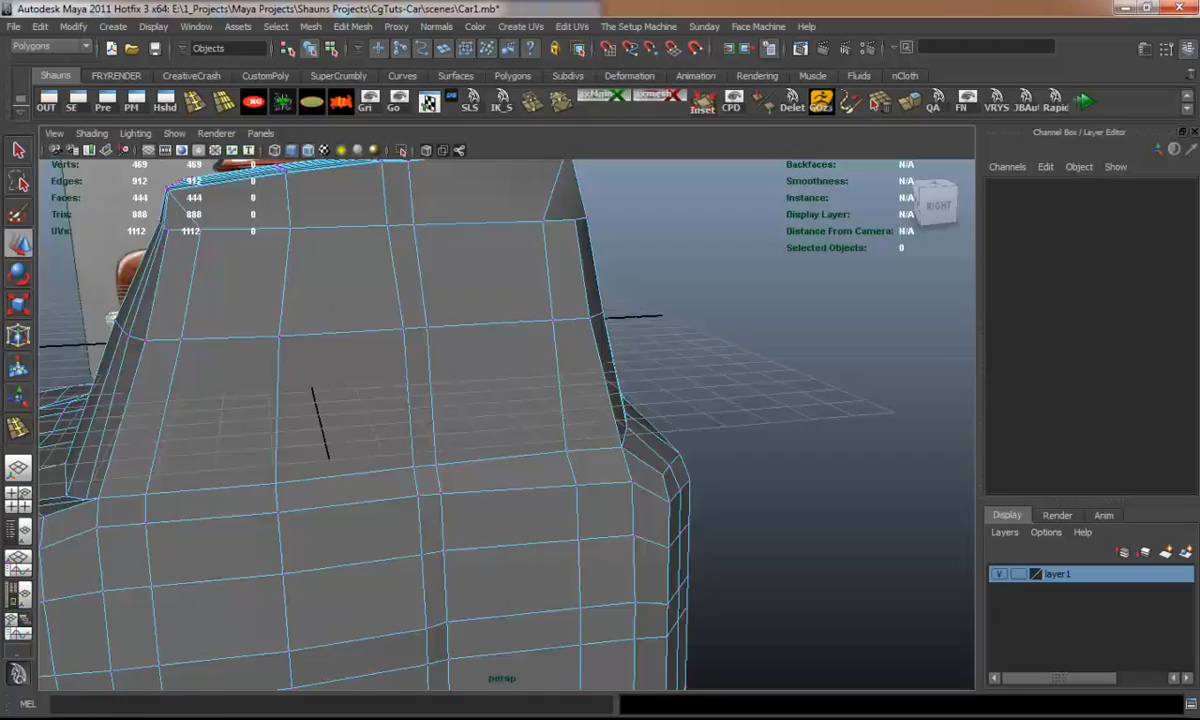 Autodesk Maya 2011 Hotfix 3 x64: E:\1_Projects\Maya Projects\Shauns Projects\CgTuts-Car\scenes\Car1.mb*
File Edit Modify Create Display Window Assets Select Mesh Edit Mesh Proxy Normals Color Create UVs Edit UVs The Setup Machine Muscle Sunday Face Machine Help
Polygons Objects
Shauns FRYRENDER CreativeCrash CustomPoly SuperCrumbly Curves Surfaces Polygons Subdivs Deformation Animation Rendering Muscle Fluids nCloth
OUT SE Pre PM Hshd Gri Go SLS IK_S Inset CPD Delet GOz3 QA FN VRYS JBAut Rapic
View Shading Lighting Show Renderer Panels
Channel Box / Layer Editor
Channels Edit Object Show
Verts: 469 469 0
Edges: 912 912 0
Faces: 444 444 0
Tris: 888 888 0
UVs: 1112 1112 0
Backfaces: N/A
Smoothness: N/A
Instance: N/A
Display Layer: N/A
Distance From Camera: N/A
Selected Objects: 0
RIGHT
persp
Display Render Anim
Layers Options Help
V layer1
MEL